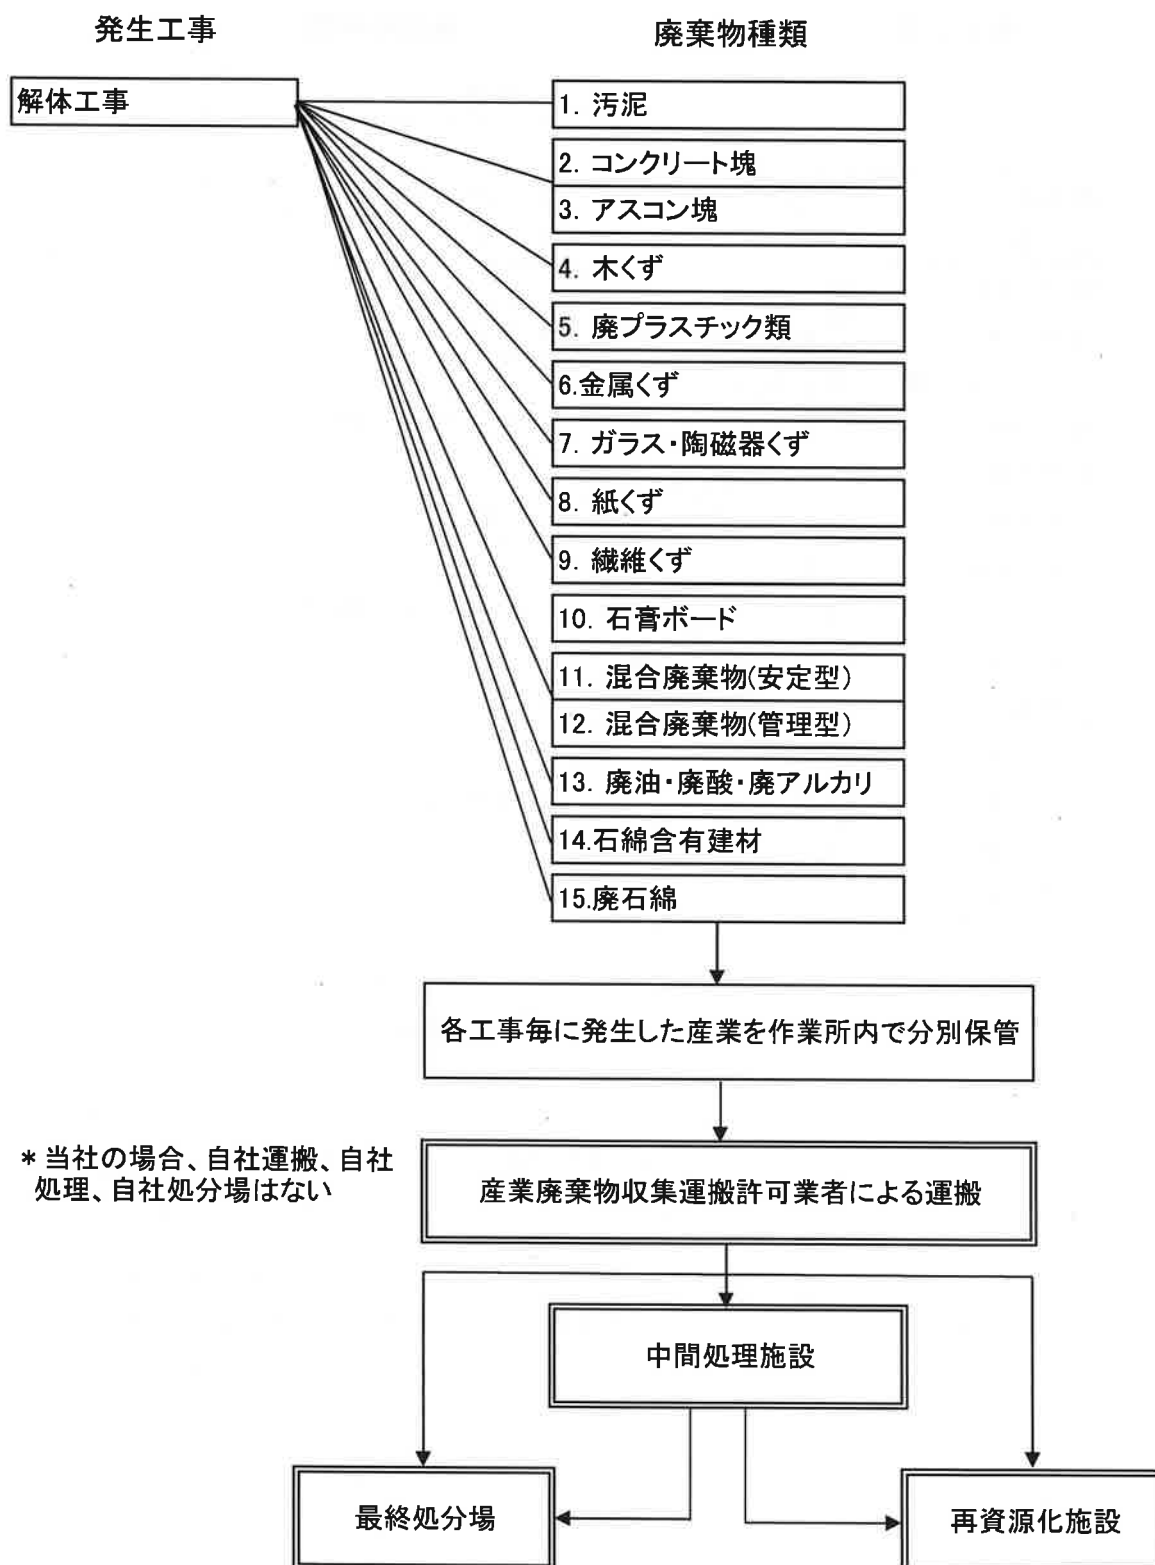 発生工事
廃棄物種類
解体工事
1. 汚泥
2. コンクリート塊
3. アスコン塊
4. 木くず
5. 廃プラスチック類
6.金属くず
7. ガラス・陶磁器くず
8. 紙くず
9. 繊維くず
10. 石膏ボード
11. 混合廃棄物(安定型)
12. 混合廃棄物(管理型)
13. 廃油・廃酸・廃アルカリ
14.石綿含有建材
15.廃石綿
各工事毎に発生した産業を作業所内で分別保管
* 当社の場合、自社運搬、自社
処理、自社処分場はない
産業廃棄物収集運搬許可業者による運搬
中間処理施設
最終処分場
再資源化施設